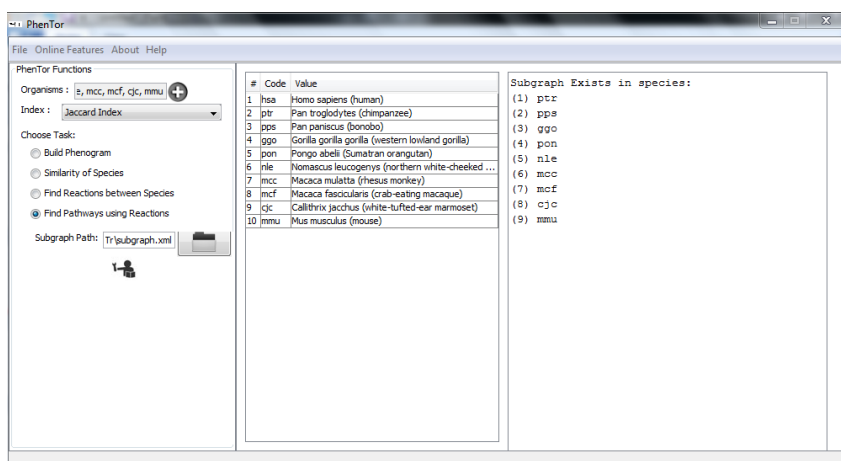 PhenTor
File Online Features About Help
PhenTor Functions
Organisms : e, mcc, mcf, cjc, mmu
Index : Jaccard Index
Choose Task:
Build Phenogram
Similarity of Species
Find Reactions between Species
Find Pathways using Reactions
Subgraph Path: Tr\subgraph.xml
# Code Value
1 hsa Homo sapiens (human)
2 ptr Pan troglodytes (chimpanzee)
3 pps Pan paniscus (bonobo)
4 ggo Gorilla gorilla gorilla (western lowland gorilla)
5 pon Pongo abelii (Sumatran orangutan)
6 nle Nomascus leucogenys (northern white-cheeked ...
7 mcc Macaca mulatta (rhesus monkey)
8 mcf Macaca fascicularis (crab-eating macaque)
9 cjc Callithrix jacchus (white-tufted-ear marmoset)
10 mmu Mus musculus (mouse)
Subgraph Exists in species:
(1) ptr
(2) pps
(3) ggo
(4) pon
(5) nle
(6) mcc
(7) mcf
(8) cjc
(9) mmu